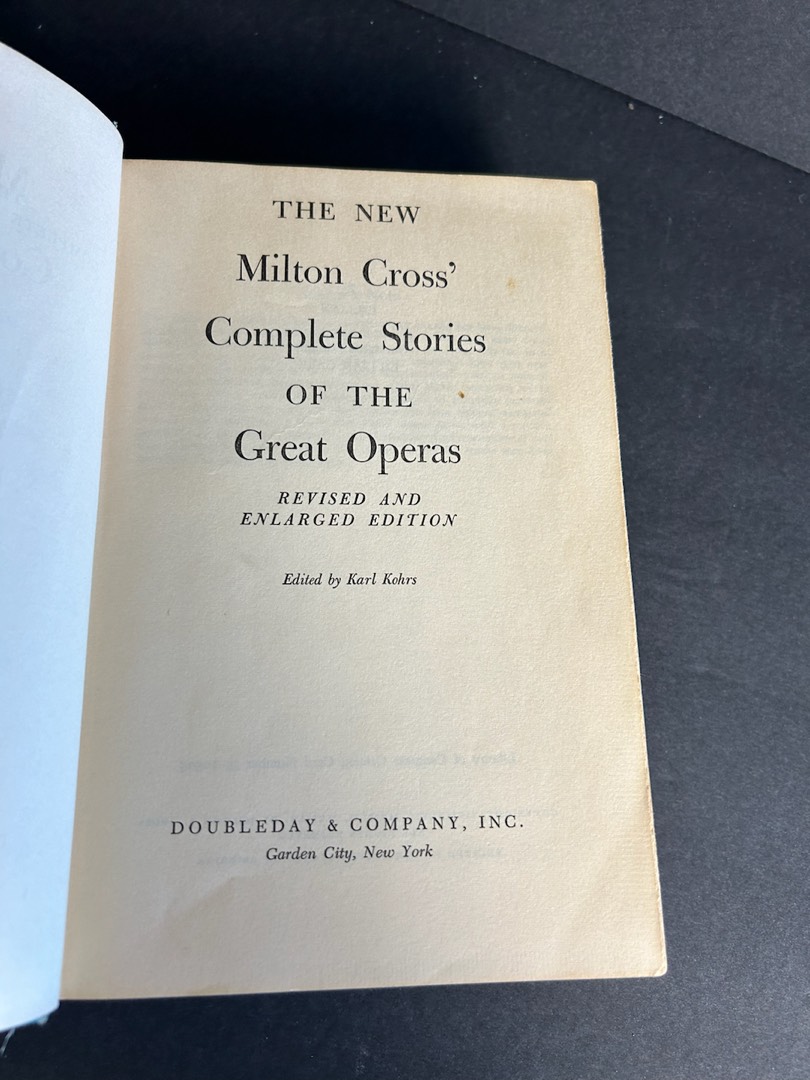 THE NEW
Milton Cross’
Complete Stories
OF THE
Great Operas
REVISED AND
ENLARGED EDITION
Edited by Karl Kohrs
DOUBLEDAY & COMPANY, INC.
Garden City, New York